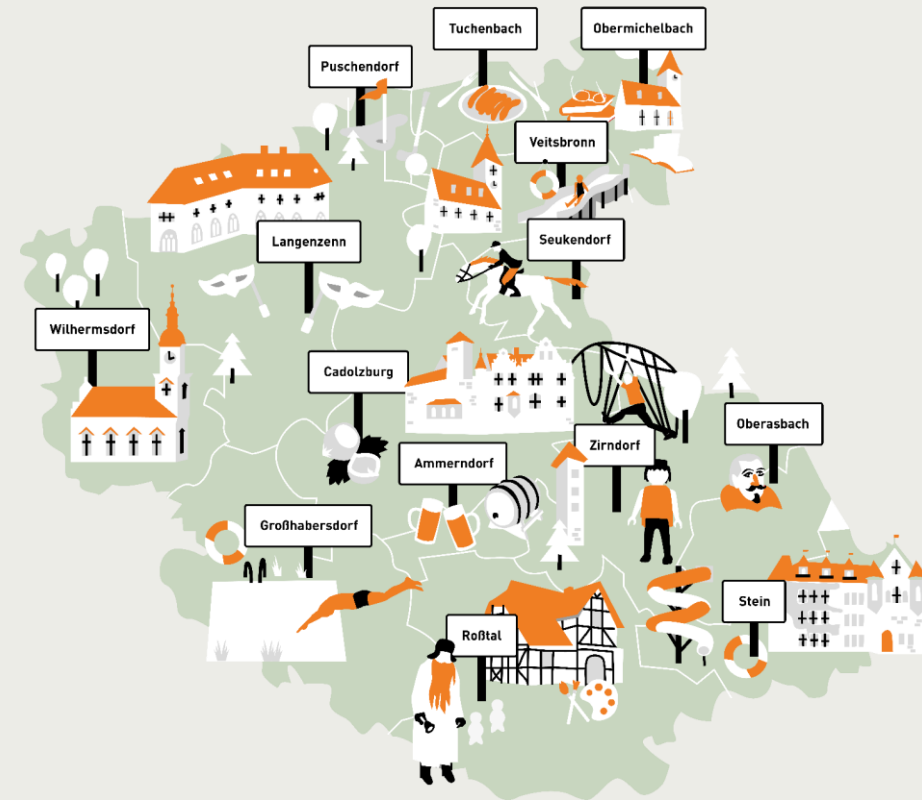 Tuchenbach
Obermichelbach
Puschendorf
Veitsbronn
Seukendorf
Langenzenn
Wilhermsdorf
Cadolzburg
Oberasbach
Zirndorf
Ammerndorf
Großhabersdorf
Stein
Roßtal